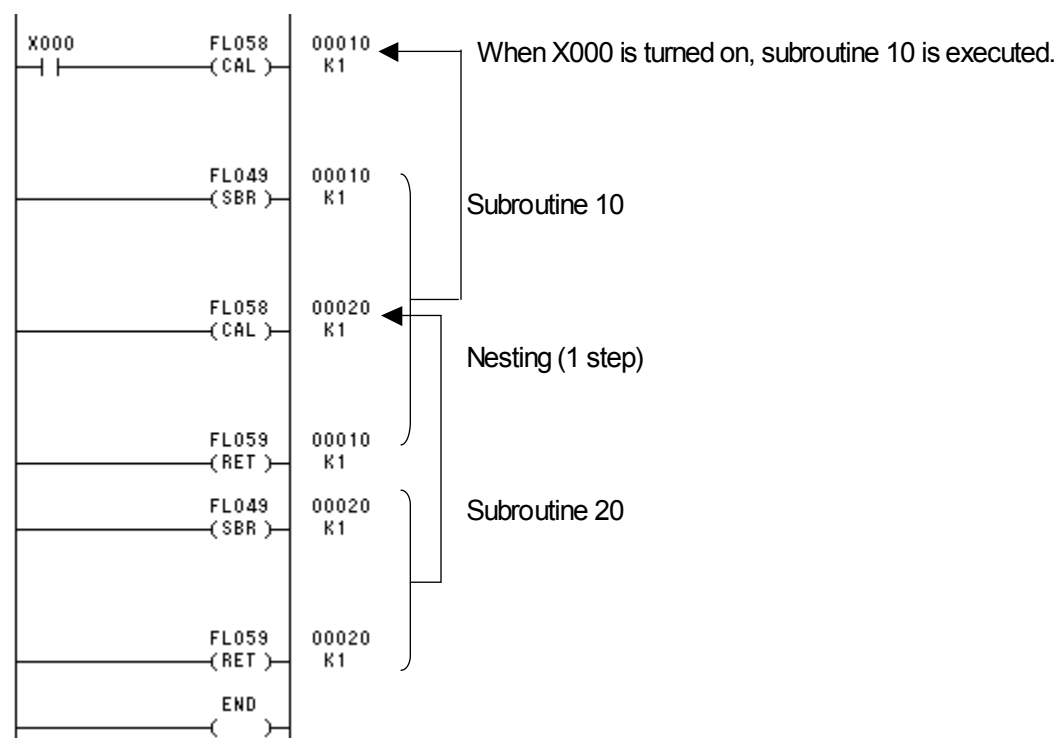 X000 FL058 00010
(CAL) K1
When X000 is turned on, subroutine 10 is executed.
FL049 00010
(SBR) K1
Subroutine 10
FL058 00020
(CAL) K1
Nesting (1 step)
FL059 00010
(RET) K1
FL049 00020
(SBR) K1
Subroutine 20
FL059 00020
(RET) K1
END
( )